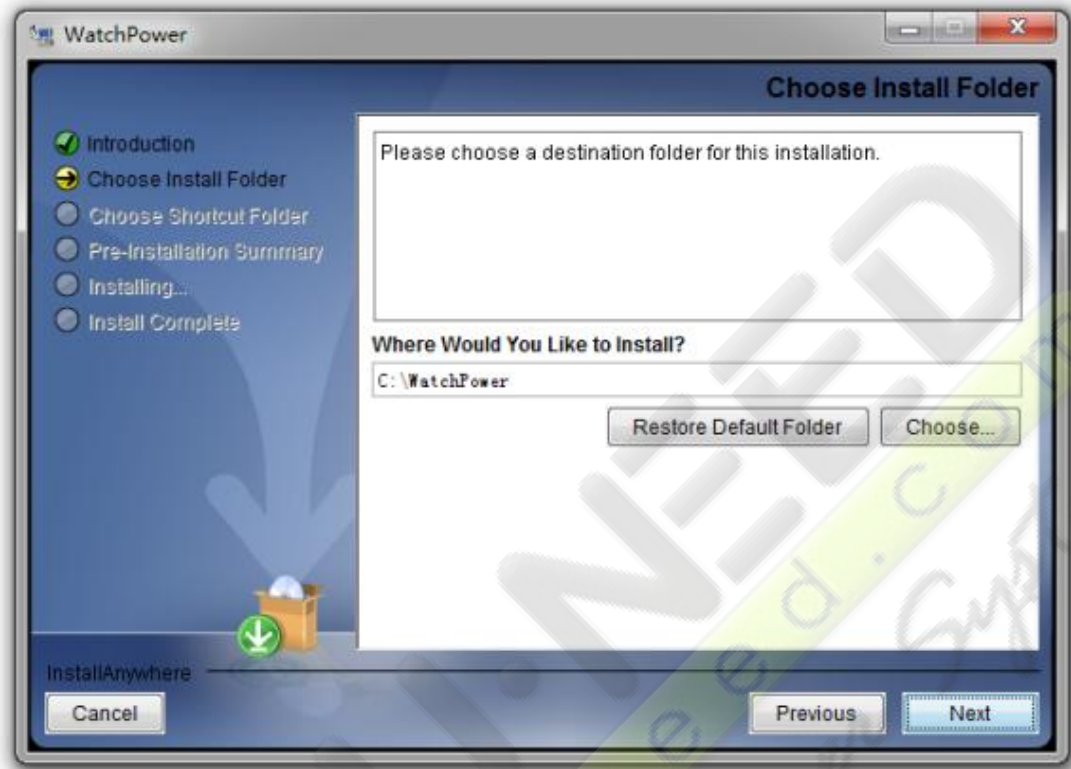 WatchPower
Choose Install Folder
Introduction
Choose Install Folder
Choose Shortcut Folder
Pre-Installation Summary
Installing...
Install Complete
Please choose a destination folder for this installation.
Where Would You Like to Install?
C:\WatchPower
Restore Default Folder
Choose...
InstallAnywhere
Cancel
Previous
Next